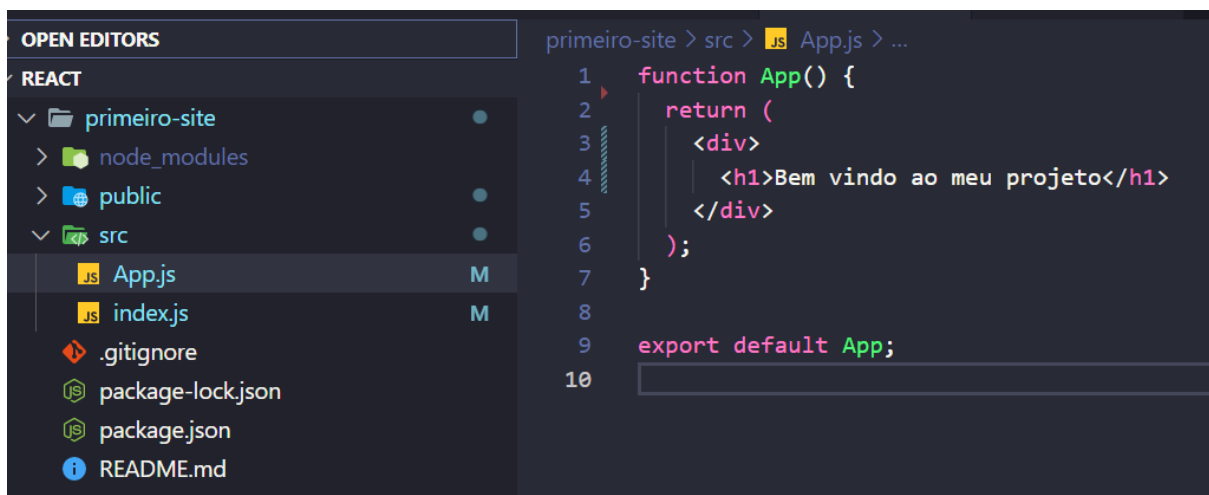 OPEN EDITORS
REACT
primeiro-site
node_modules
public
src
JS App.js M
JS index.js M
.gitignore
package-lock.json
package.json
README.md
primeiro-site > src > JS App.js > ...
1 function App() {
2 return (
3 <div>
4 <h1>Bem vindo ao meu projeto</h1>
5 </div>
6 );
7 }
8
9 export default App;
10